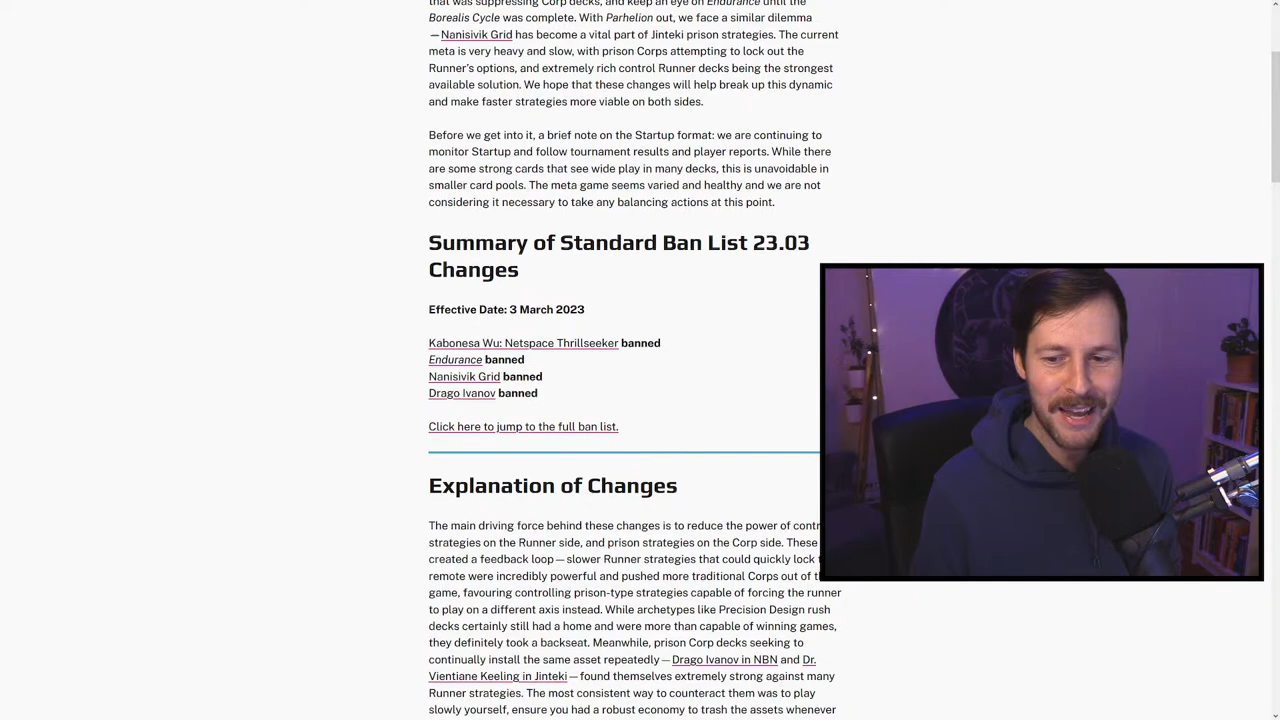 that was suppressing Corp decks, and keep an eye on Endurance until the
Borealis Cycle was complete. With Parhelion out, we face a similar dilemma
—Nanisivik Grid has become a vital part of Jinteki prison strategies. The current
meta is very heavy and slow, with prison Corps attempting to lock out the
Runner's options, and extremely rich control Runner decks being the strongest
available solution. We hope that these changes will help break up this dynamic
and make faster strategies more viable on both sides.
Before we get into it, a brief note on the Startup format: we are continuing to
monitor Startup and follow tournament results and player reports. While there
are some strong cards that see wide play in many decks, this is unavoidable in
smaller card pools. The meta game seems varied and healthy and we are not
considering it necessary to take any balancing actions at this point.
Summary of Standard Ban List 23.03
Changes
Effective Date: 3 March 2023
Kabonesa Wu: Netspace Thrillseeker banned
Endurance banned
Nanisivik Grid banned
Drago Ivanov banned
Click here to jump to the full ban list.
Explanation of Changes
The main driving force behind these changes is to reduce the power of
strategies on the Runner side, and prison strategies on the Corp side. These
created a feedback loop—slower Runner strategies that could quickly lock
remote were incredibly powerful and pushed more traditional Corps out of
game, favouring controlling prison-type strategies capable of forcing the runner
to play on a different axis instead. While archetypes like Precision Design rush
decks certainly still had a home and were more than capable of winning games,
they definitely took a backseat. Meanwhile, prison Corp decks seeking to
continually install the same asset repeatedly—Drago Ivanov in NBN and Dr.
Vientiane Keeling in Jinteki—found themselves extremely strong against many
Runner strategies. The most consistent way to counteract them was to play
slowly yourself, ensure you had a robust economy to trash the assets whenever